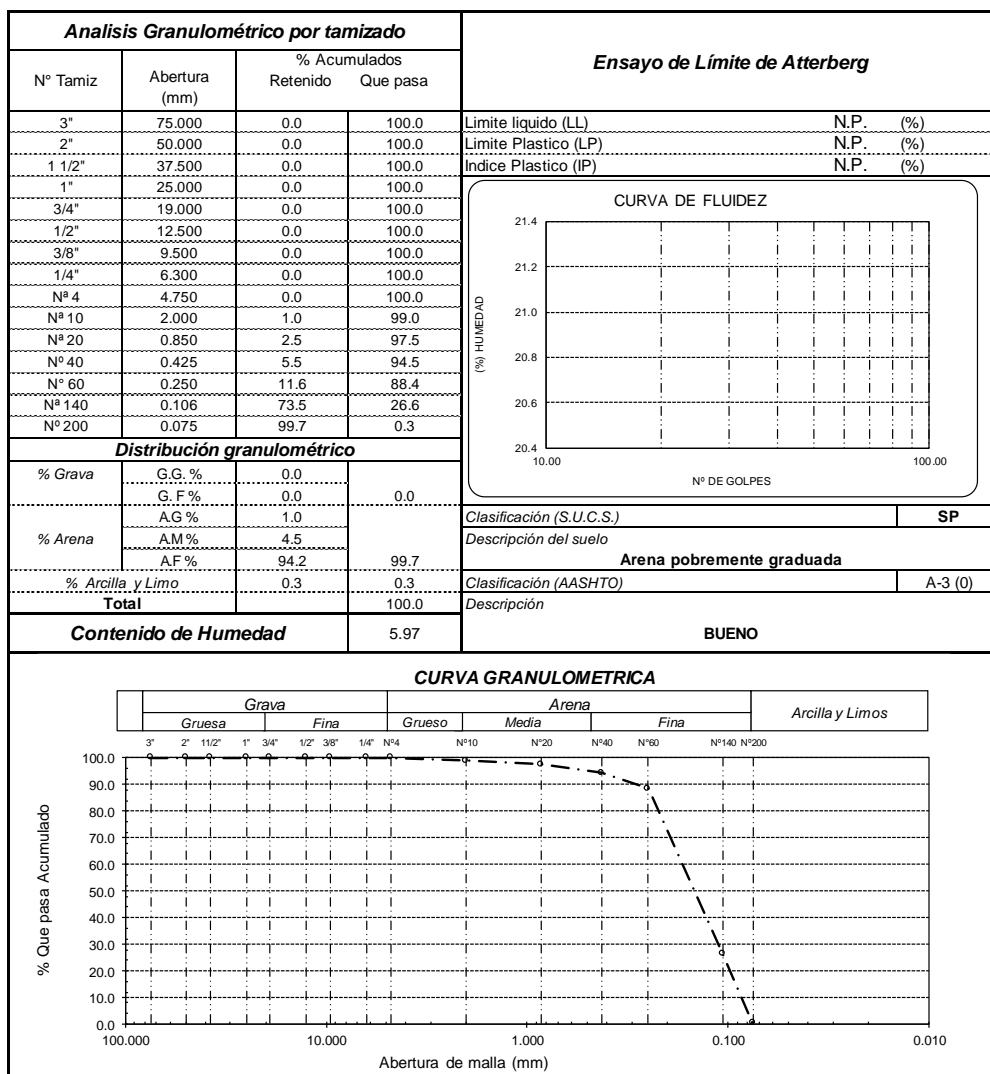 Analisis Granulométrico por tamizado
N° Tamiz Abertura (mm) % Acumulados
Retenido Que pasa
3" 75.000 0.0 100.0
2" 50.000 0.0 100.0
1 1/2" 37.500 0.0 100.0
1" 25.000 0.0 100.0
3/4" 19.000 0.0 100.0
1/2" 12.500 0.0 100.0
3/8" 9.500 0.0 100.0
1/4" 6.300 0.0 100.0
Nª 4 4.750 0.0 100.0
Nª 10 2.000 1.0 99.0
Nª 20 0.850 2.5 97.5
Nº 40 0.425 5.5 94.5
N° 60 0.250 11.6 88.4
Nª 140 0.106 73.5 26.6
Nº 200 0.075 99.7 0.3
Distribución granulométrico
% Grava G.G. % 0.0
G. F % 0.0 0.0
% Arena A.G % 1.0
A.M % 4.5
A.F % 94.2 99.7
% Arcilla y Limo 0.3 0.3
Total 100.0
Contenido de Humedad 5.97
Ensayo de Límite de Atterberg
Limite liquido (LL) N.P. (%)
Limite Plastico (LP) N.P. (%)
Indice Plastico (IP) N.P. (%)
CURVA DE FLUIDEZ
(%) HUMEDAD
21.4
21.2
21.0
20.8
20.6
20.4
10.00 100.00
Nº DE GOLPES
Clasificación (S.U.C.S.) SP
Descripción del suelo
Arena pobremente graduada
Clasificación (AASHTO) A-3 (0)
Descripción
BUENO
CURVA GRANULOMETRICA
Grava Arena Arcilla y Limos
Gruesa Fina Grueso Media Fina
3" 2" 11/2" 1" 3/4" 1/2" 3/8" 1/4" Nº4 N°10 N°20 N°40 N°60 Nº140 Nº200
% Que pasa Acumulado
100.0
90.0
80.0
70.0
60.0
50.0
40.0
30.0
20.0
10.0
0.0
100.000 10.000 1.000 0.100 0.010
Abertura de malla (mm)